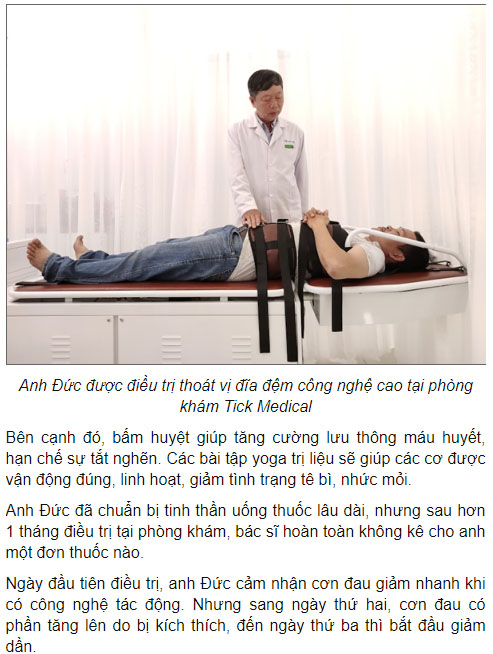 Anh Đức được điều trị thoát vị đĩa đệm công nghệ cao tại phòng
khám Tick Medical
Bên cạnh đó, bấm huyệt giúp tăng cường lưu thông máu huyết,
hạn chế sự tắt nghẽn. Các bài tập yoga trị liệu sẽ giúp các cơ được
vận động đúng, linh hoạt, giảm tình trạng tê bì, nhức mỏi.
Anh Đức đã chuẩn bị tinh thần uống thuốc lâu dài, nhưng sau hơn
1 tháng điều trị tại phòng khám, bác sĩ hoàn toàn không kê cho anh
một đơn thuốc nào.
Ngày đầu tiên điều trị, anh Đức cảm nhận cơn đau giảm nhanh khi
có công nghệ tác động. Nhưng sang ngày thứ hai, cơn đau có
phần tăng lên do bị kích thích, đến ngày thứ ba thì bắt đầu giảm
dần.